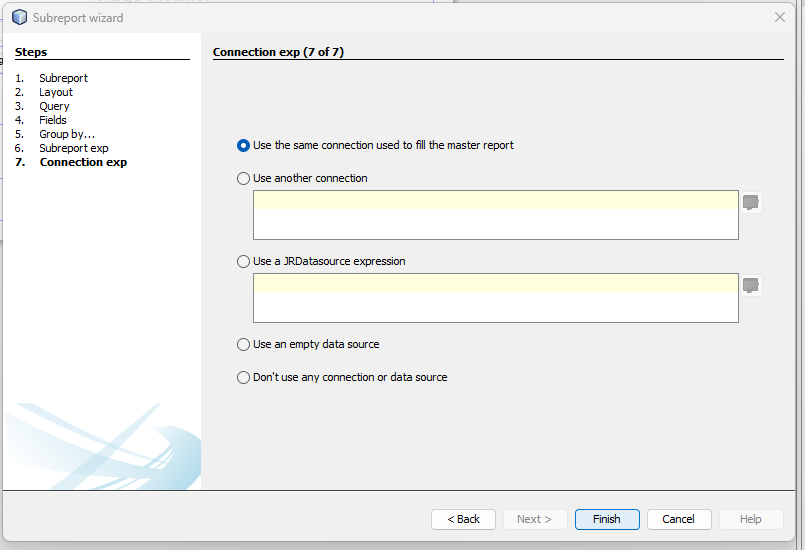 Subreport wizard
Steps
1. Subreport
2. Layout
3. Query
4. Fields
5. Group by...
6. Subreport exp
7. Connection exp
Connection exp (7 of 7)
Use the same connection used to fill the master report
Use another connection
Use a JRDatasource expression
Use an empty data source
Don't use any connection or data source
< Back
Next >
Finish
Cancel
Help